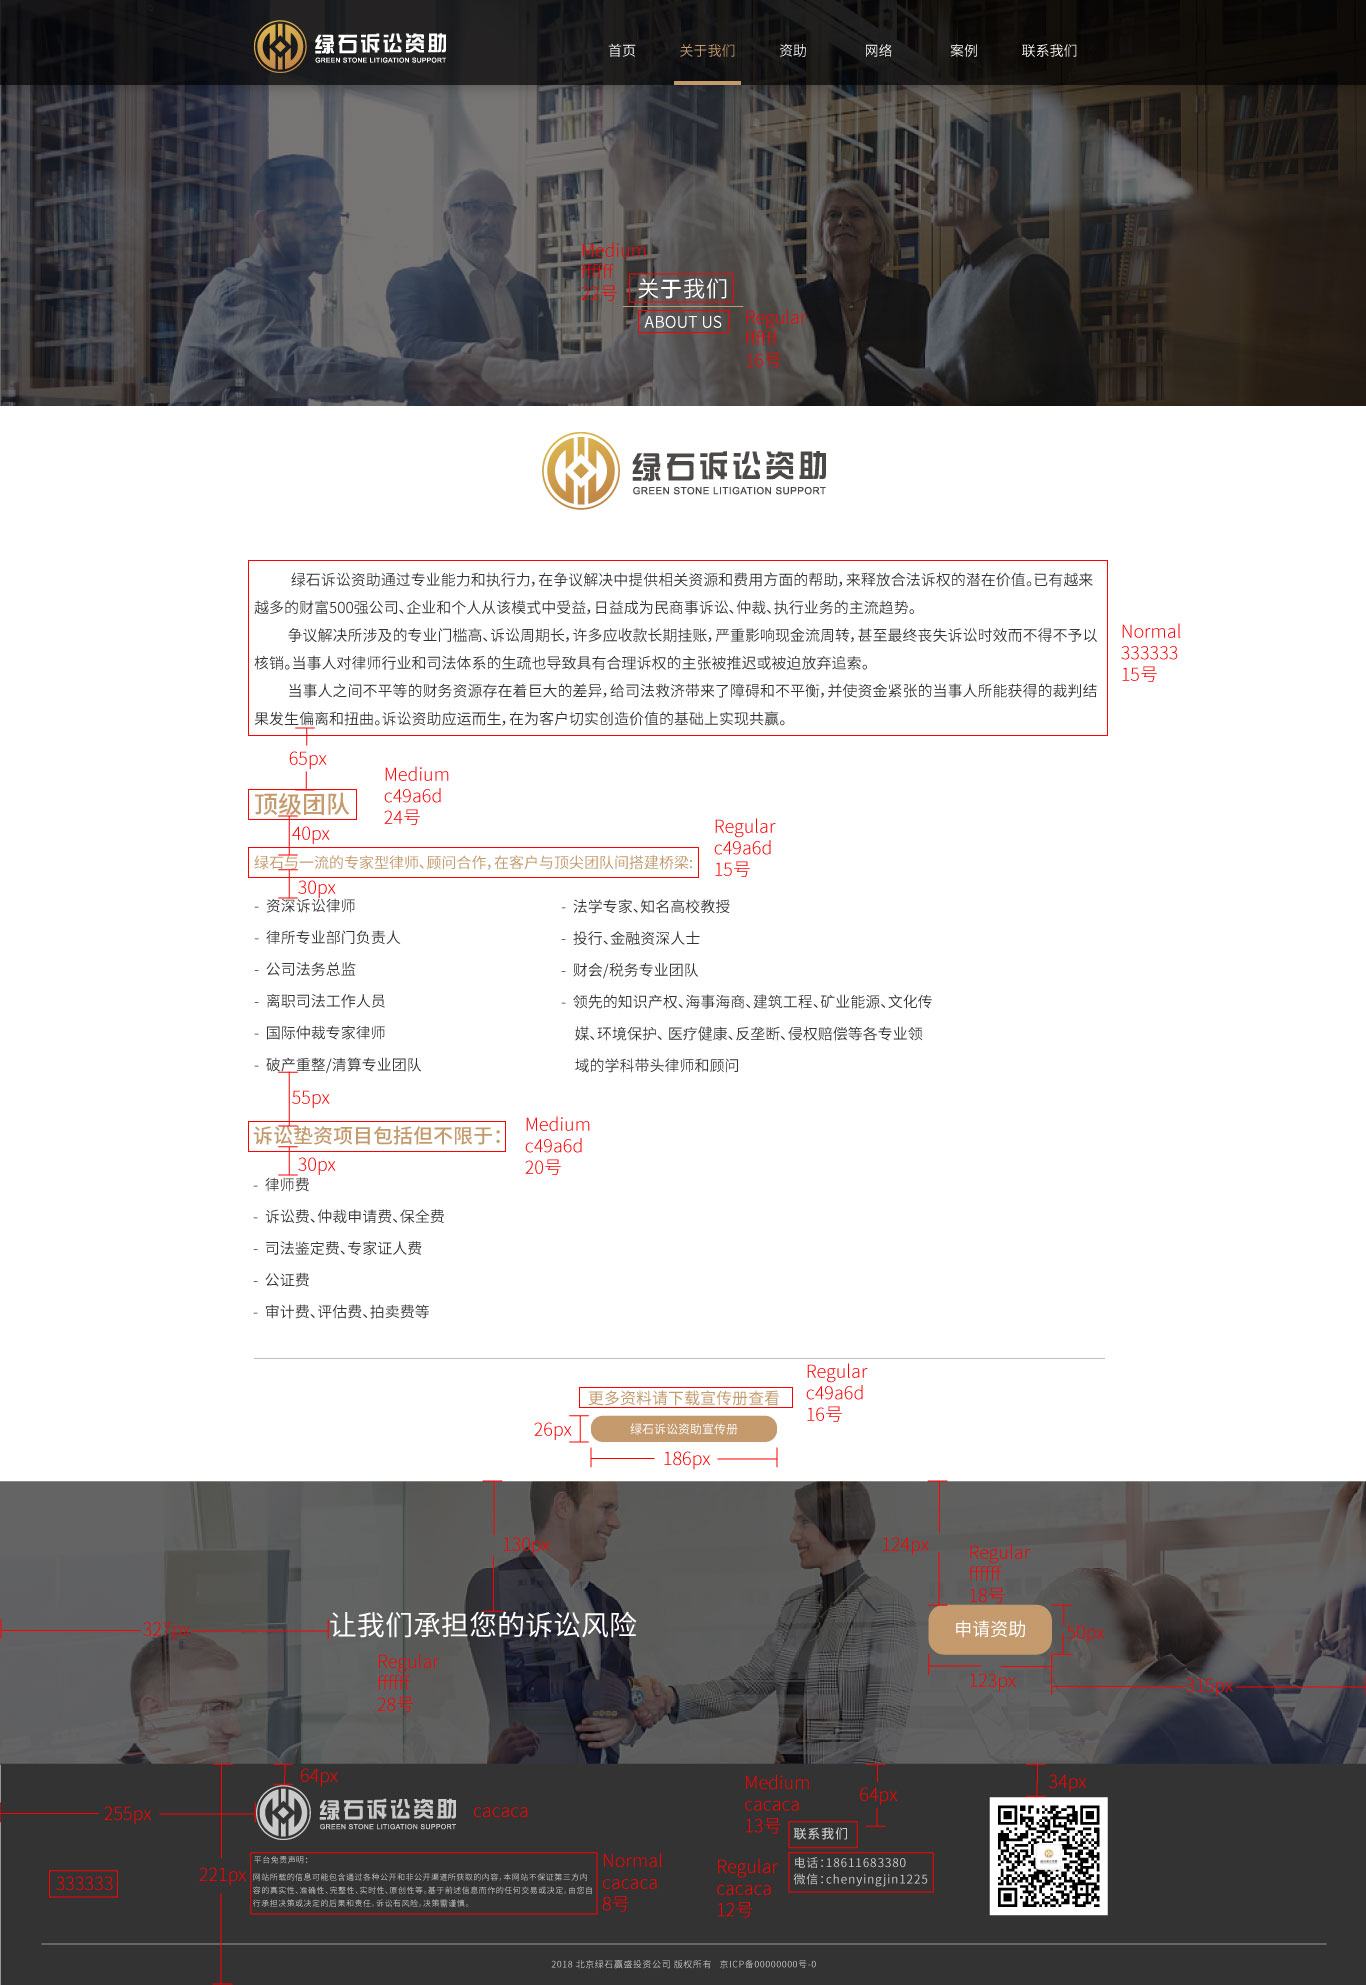 绿石诉讼资助
GREEN STONE LITIGATION SUPPORT
首页 关于我们 资助 网络 案例 联系我们
Medium
ffffff
22号
关于我们
ABOUT US
Regular
ffffff
16号
绿石诉讼资助
GREEN STONE LITIGATION SUPPORT
绿石诉讼资助通过专业能力和执行力，在争议解决中提供相关资源和费用方面的帮助，来释放合法诉权的潜在价值。已有越来
越多的财富500强公司、企业和个人从该模式中受益，日益成为民商事诉讼、仲裁、执行业务的主流趋势。
争议解决所涉及的专业门槛高、诉讼周期长，许多应收款长期挂账，严重影响现金流周转，甚至最终丧失诉讼时效而不得不予以
核销。当事人对律师行业和司法体系的生疏也导致具有合理诉权的主张被推迟或被迫放弃追索。
当事人之间不平等的财务资源存在着巨大的差异，给司法救济带来了障碍和不平衡，并使资金紧张的当事人所能获得的裁判结
果发生偏离和扭曲。诉讼资助应运而生，在为客户切实创造价值的基础上实现共赢。
Normal
333333
15号
65px
顶级团队
Medium
c49a6d
24号
40px
绿石与一流的专家型律师、顾问合作，在客户与顶尖团队间搭建桥梁：
Regular
c49a6d
15号
30px
- 资深诉讼律师
- 律所专业部门负责人
- 公司法务总监
- 离职司法工作人员
- 国际仲裁专家律师
- 破产重整/清算专业团队
- 法学专家、知名高校教授
- 投行、金融资深人士
- 财会/税务专业团队
- 领先的知识产权、海事海商、建筑工程、矿业能源、文化传
媒、环境保护、医疗健康、反垄断、侵权赔偿等各专业领
域的学科带头律师和顾问
55px
诉讼垫资项目包括但不限于：
Medium
c49a6d
20号
30px
- 律师费
- 诉讼费、仲裁申请费、保全费
- 司法鉴定费、专家证人费
- 公证费
- 审计费、评估费、拍卖费等
更多资料请下载宣传册查看
Regular
c49a6d
16号
26px
绿石诉讼资助宣传册
186px
130px
124px
Regular
ffffff
18号
327px
让我们承担您的诉讼风险
申请资助
50px
Regular
ffffff
28号
123px
315px
64px
255px
绿石诉讼资助
GREEN STONE LITIGATION SUPPORT
cacaca
Medium
cacaca
13号
64px
34px
联系我们
333333
221px
平台免责声明：
网站所载的信息可能包含通过各种公开和非公开渠道所获取的内容，本网站不保证第三方内
容的真实性、准确性、完整性、实时性、原创性等，基于前述信息而作的任何交易或决定，由您自
行承担决策或决定的后果和责任，诉讼有风险，决策需谨慎。
Normal
cacaca
8号
Regular
cacaca
12号
电话：18611683380
微信：chenyingjin1225
2018 北京绿石赢盛投资公司 版权所有 京ICP备00000000号-0